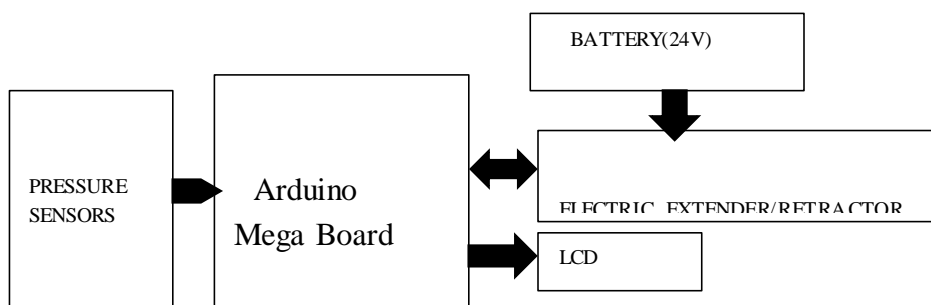 BATTERY(24V)
PRESSURE
SENSORS
Arduino
Mega Board
ELECTRIC EXTENDER/RETRACTOR
LCD